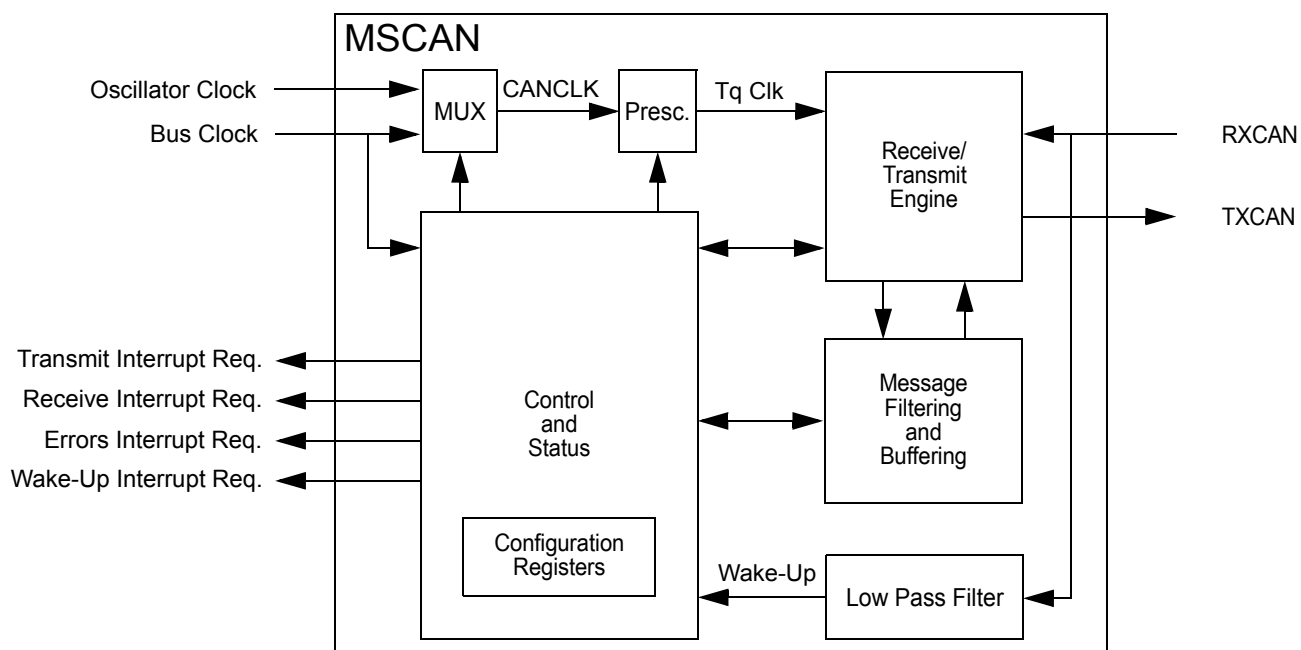 MSCAN
Oscillator Clock
Bus Clock
MUX
CANCLK
Presc.
Tq Clk
Receive/
Transmit
Engine
RXCAN
TXCAN
Transmit Interrupt Req.
Receive Interrupt Req.
Errors Interrupt Req.
Wake-Up Interrupt Req.
Control
and
Status
Message
Filtering
and
Buffering
Configuration
Registers
Wake-Up
Low Pass Filter